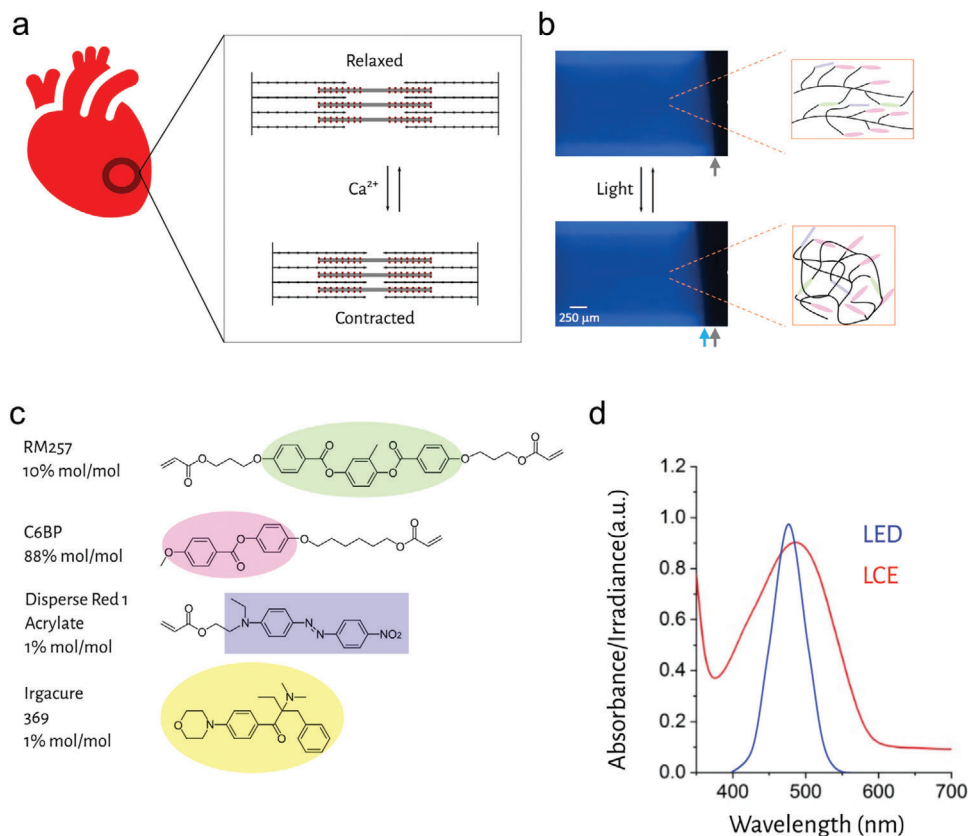 a
Relaxed
Ca²⁺
Contracted
b
Light
250 µm
c
RM257
10% mol/mol
O
O
O
O
O
O
O
O
O
O
C6BP
88% mol/mol
O
O
O
O
O
O
Disperse Red 1
Acrylate
1% mol/mol
O
O
N
N
N
NO₂
Irgacure
369
1% mol/mol
O
N
N
O
d
Absorbance/Irradiance(a.u.)
1.2
1.0
0.8
0.6
0.4
0.2
0.0
LED
LCE
400
500
600
700
Wavelength (nm)